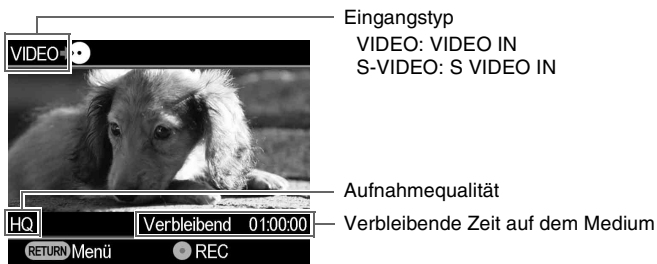 Eingangstyp
VIDEO: VIDEO IN
S-VIDEO: S VIDEO IN
VIDEO
Aufnahmequalität
HQ
Verbleibend 01:00:00
Verbleibende Zeit auf dem Medium
RETURN Menü
REC